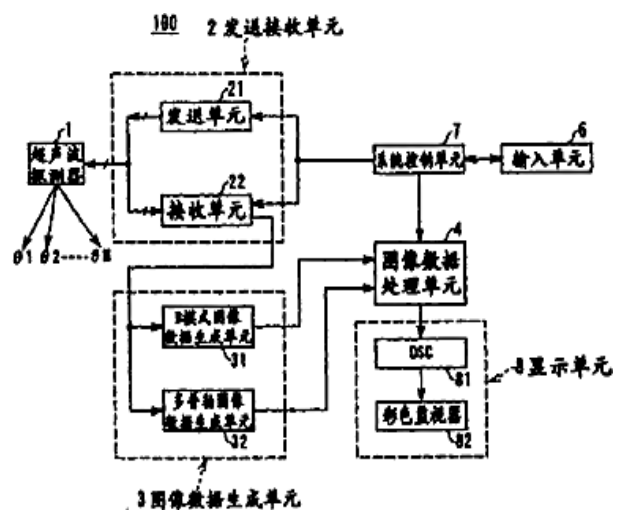 100
2 发送接收单元
21
发送单元
1
超声波
探测器
22
接收单元
7
系统控制单元
6
输入单元
θ1 θ2----θN
4
图像数据
处理单元
B模式图像
数据生成单元
31
多普勒图像
数据生成单元
32
3 图像数据生成单元
DSC
81
彩色监视器
82
8 显示单元